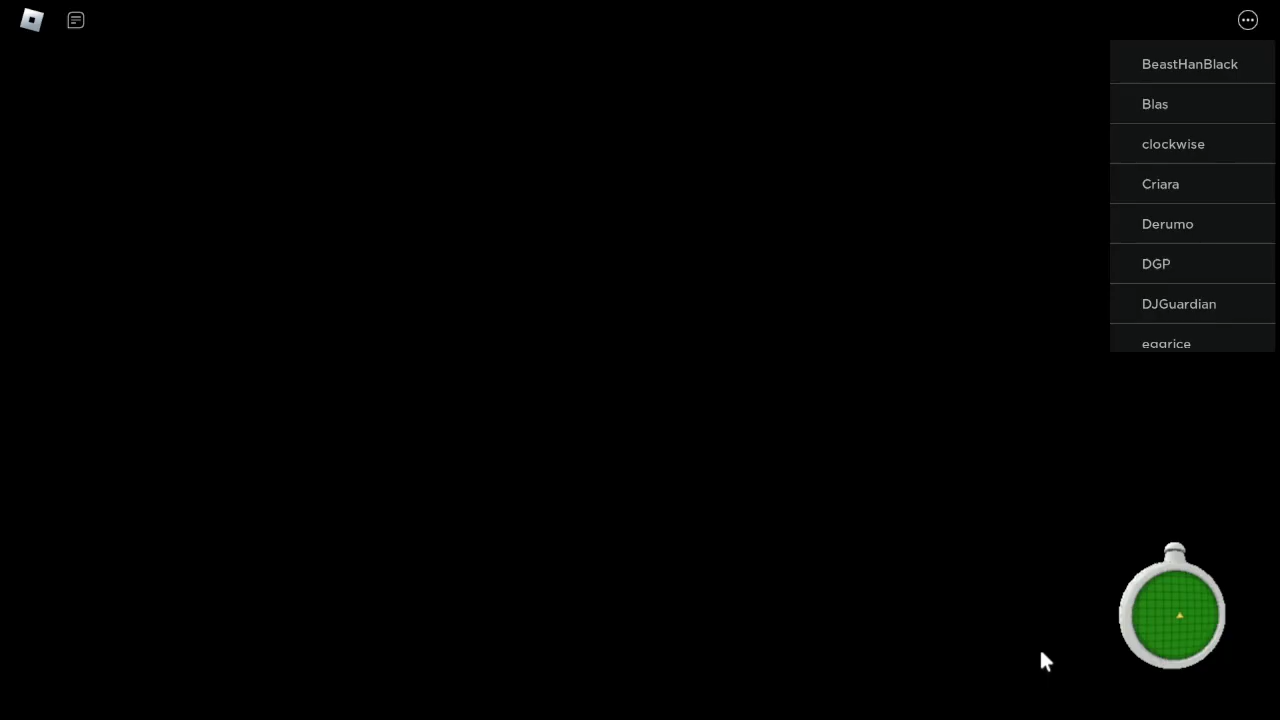 BeastHanBlack
Blas
clockwise
Criara
Derumo
DGP
DJGuardian
eggrice